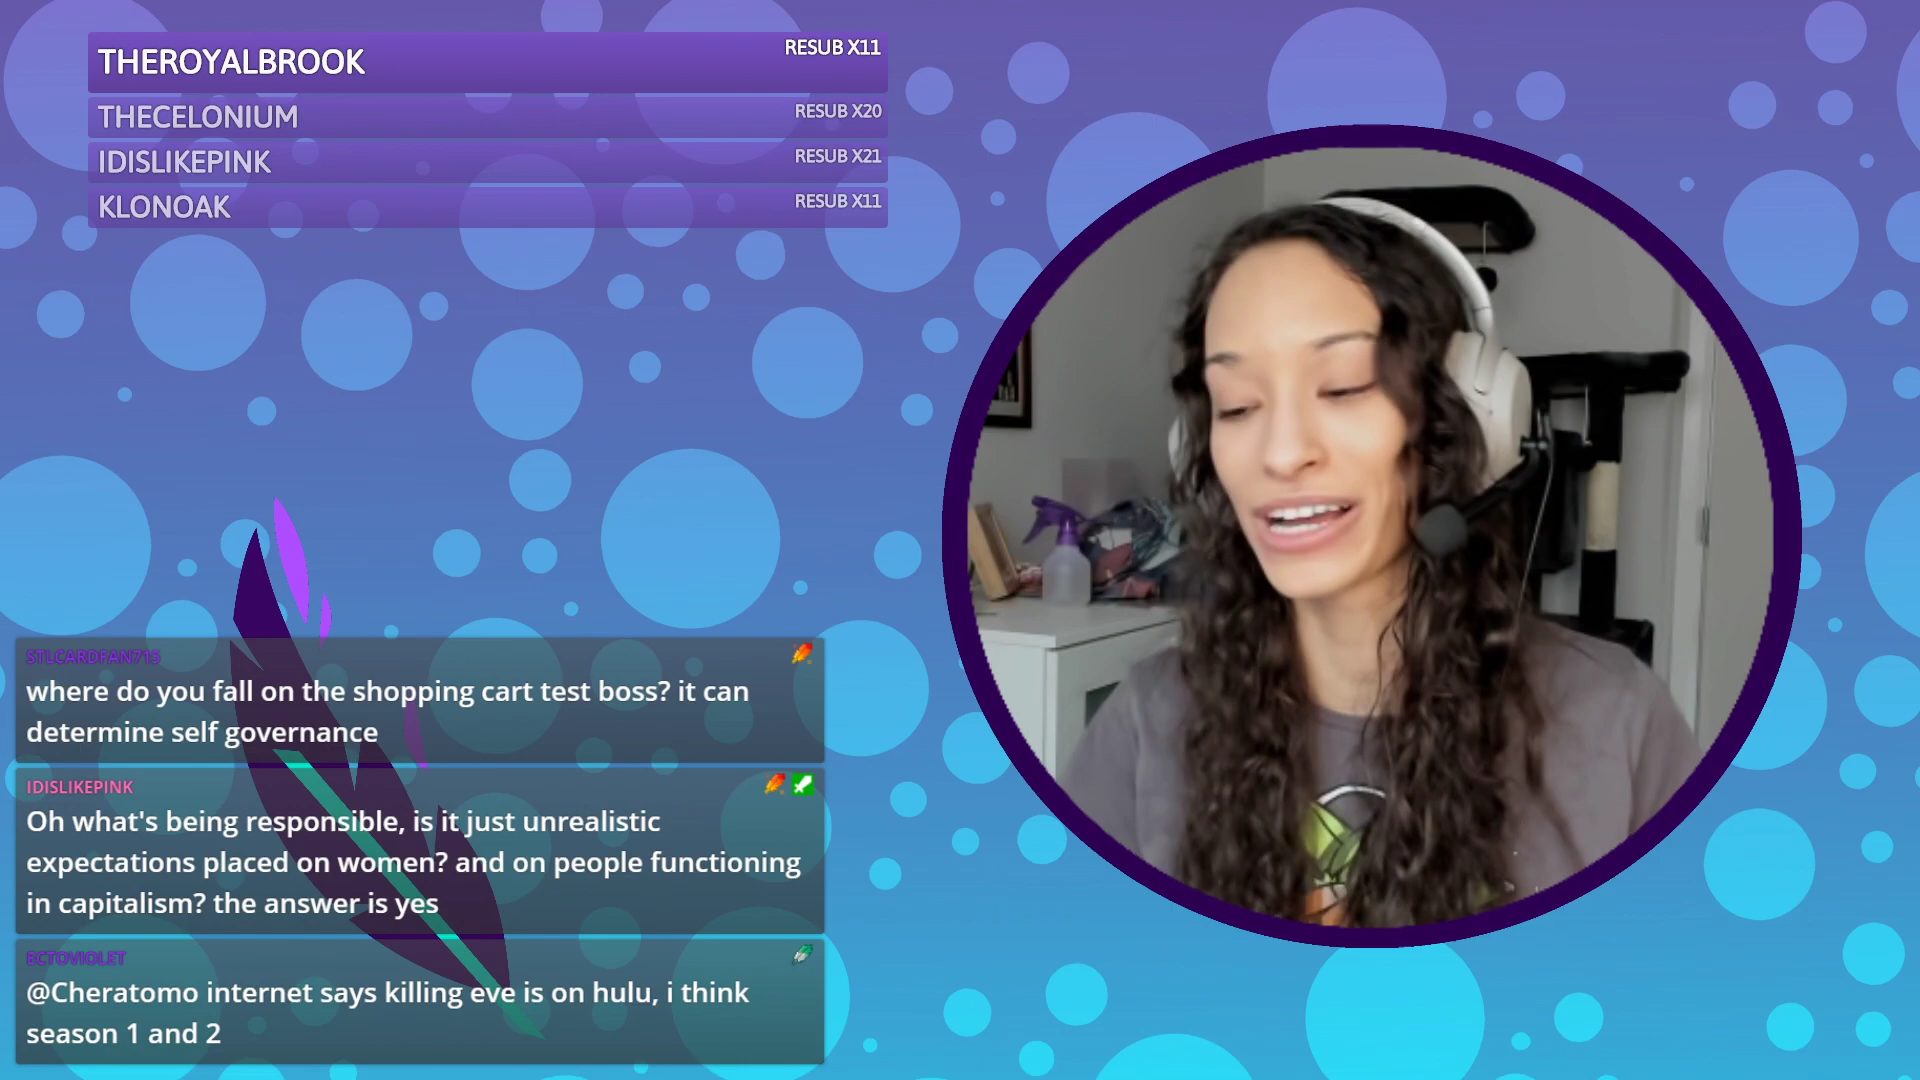 THEROYALBROOK RESUB X11
THECELONIUM RESUB X20
IDISLIKEPINK RESUB X21
KLONOAK RESUB X11
STLCARDFAN715
where do you fall on the shopping cart test boss? it can
determine self governance
IDISLIKEPINK
Oh what's being responsible, is it just unrealistic
expectations placed on women? and on people functioning
in capitalism? the answer is yes
ECTOVIOLET
@Cheratomo internet says killing eve is on hulu, i think
season 1 and 2